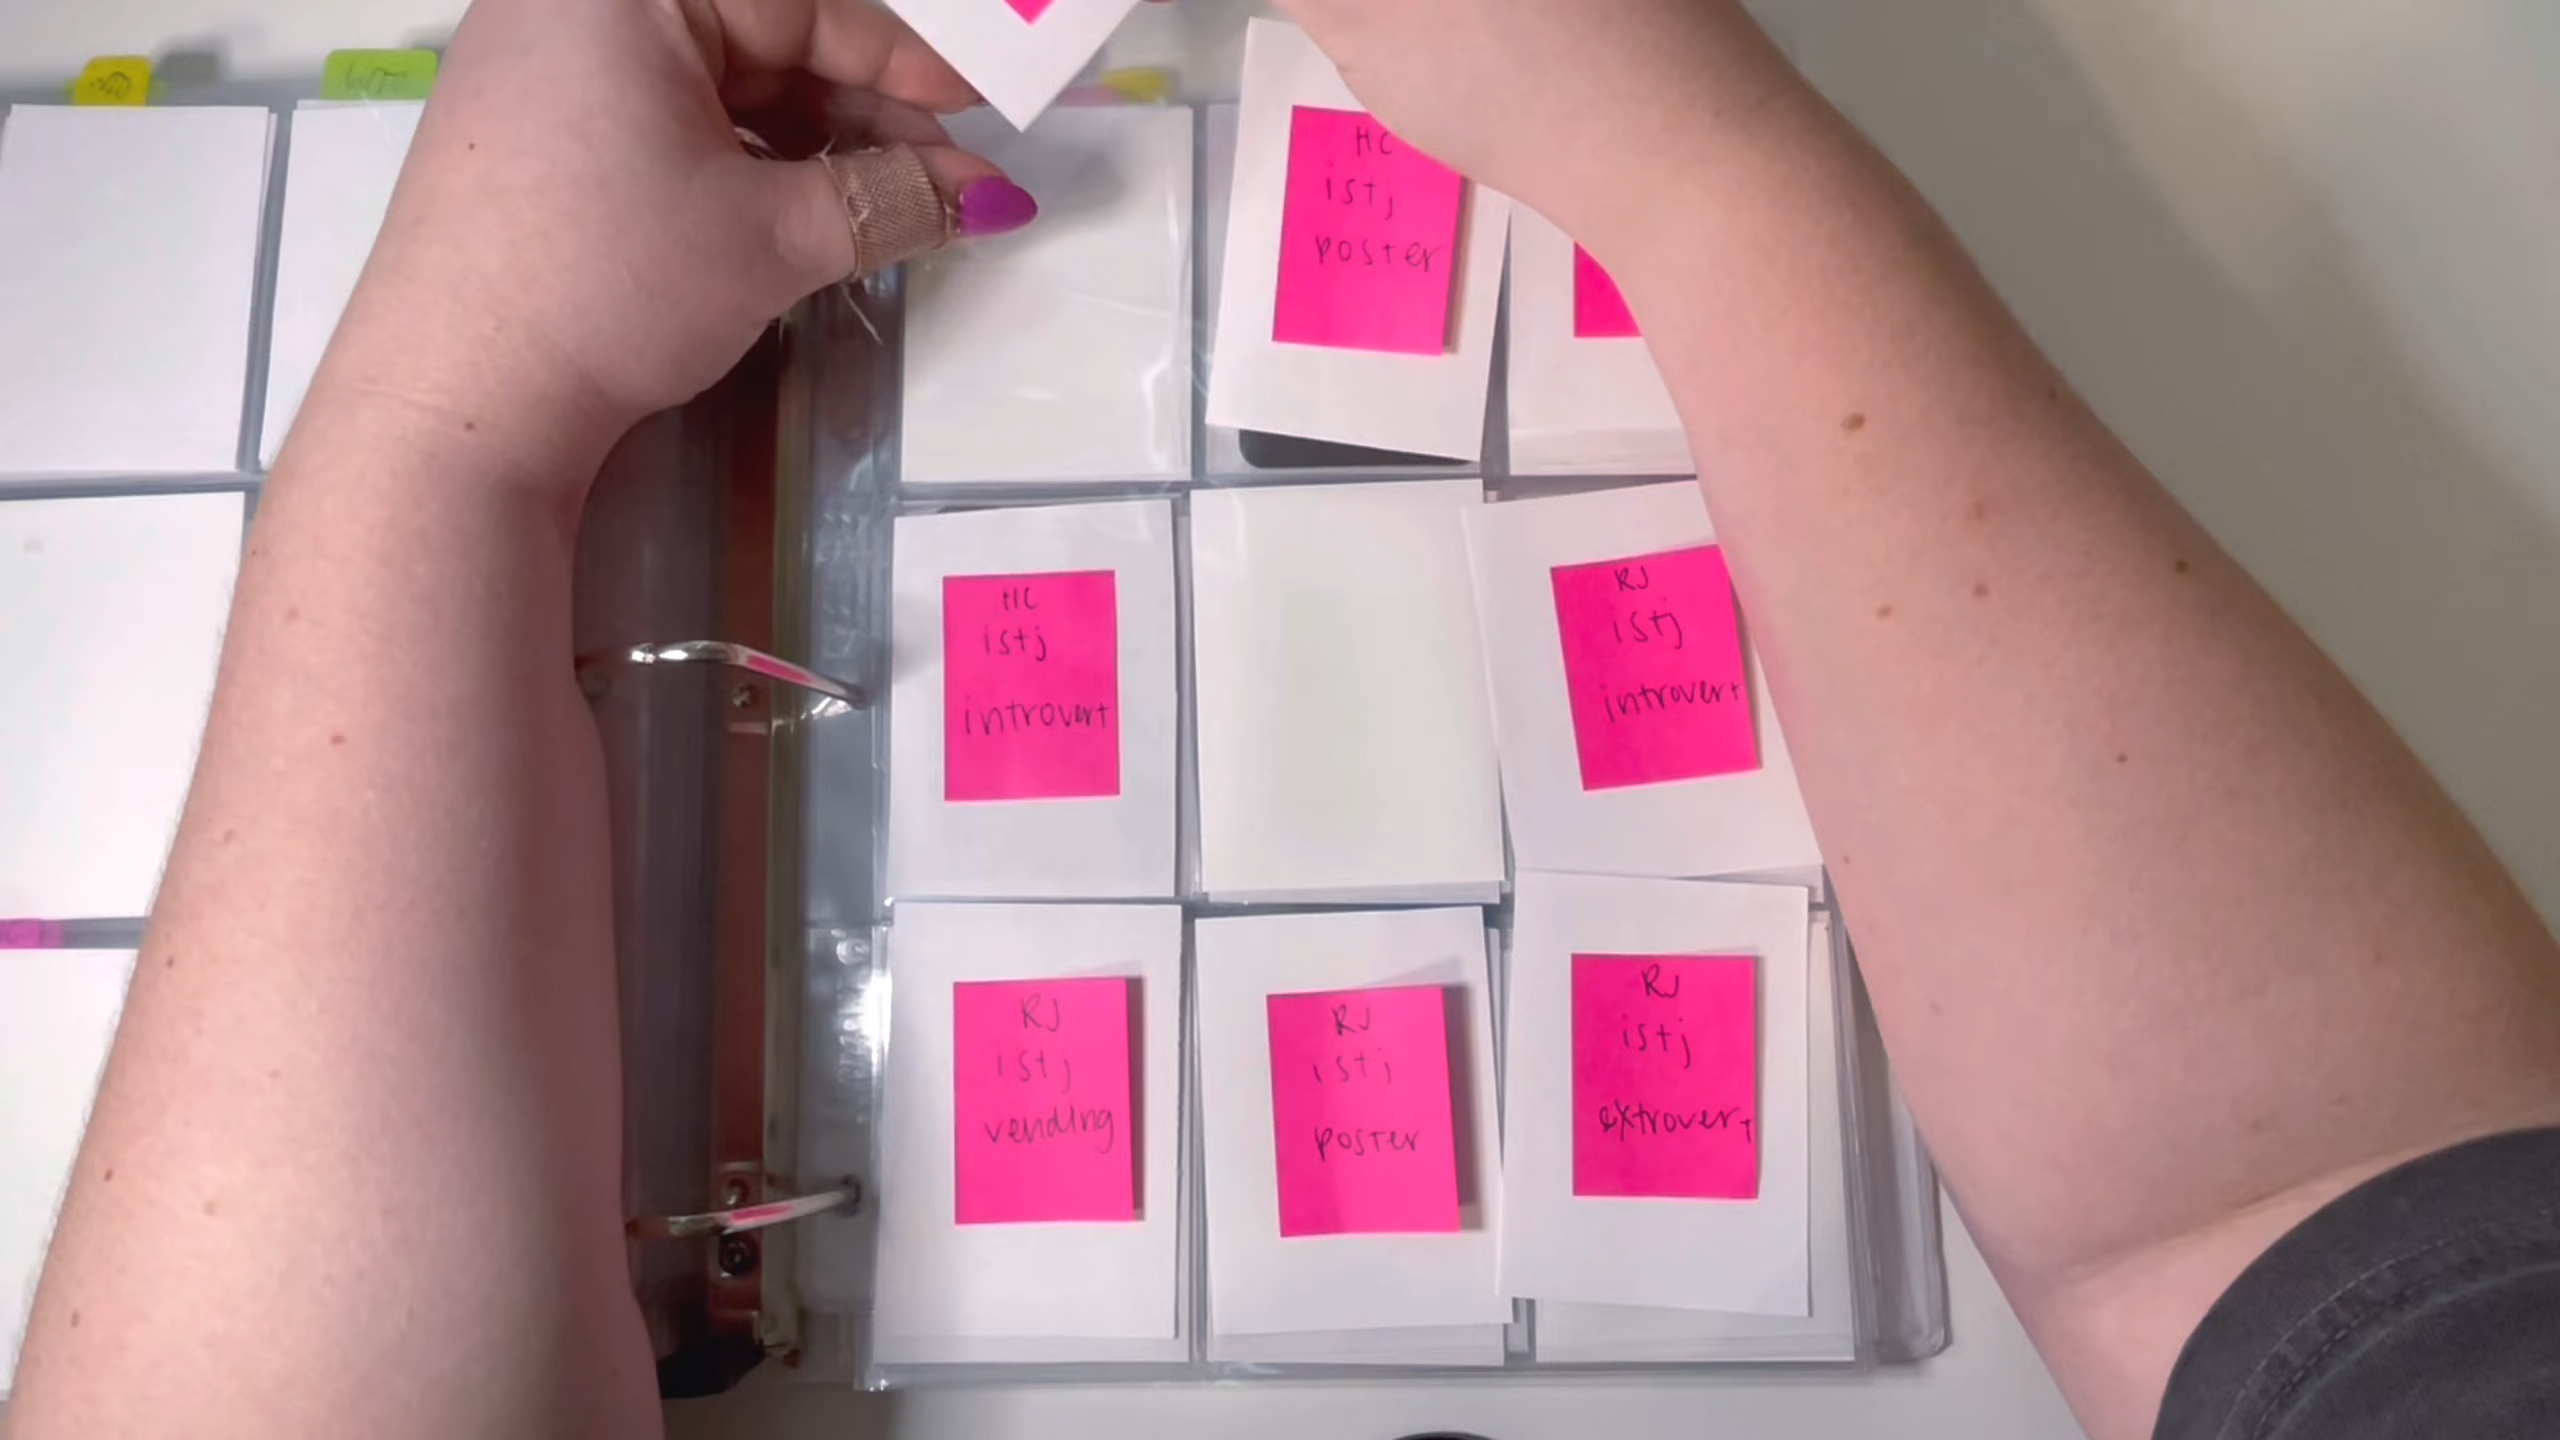 HC
istj
poster
HC
istj
introvert
RJ
istj
introvert
RJ
istj
vending
RJ
istj
poster
RJ
istj
extrovert